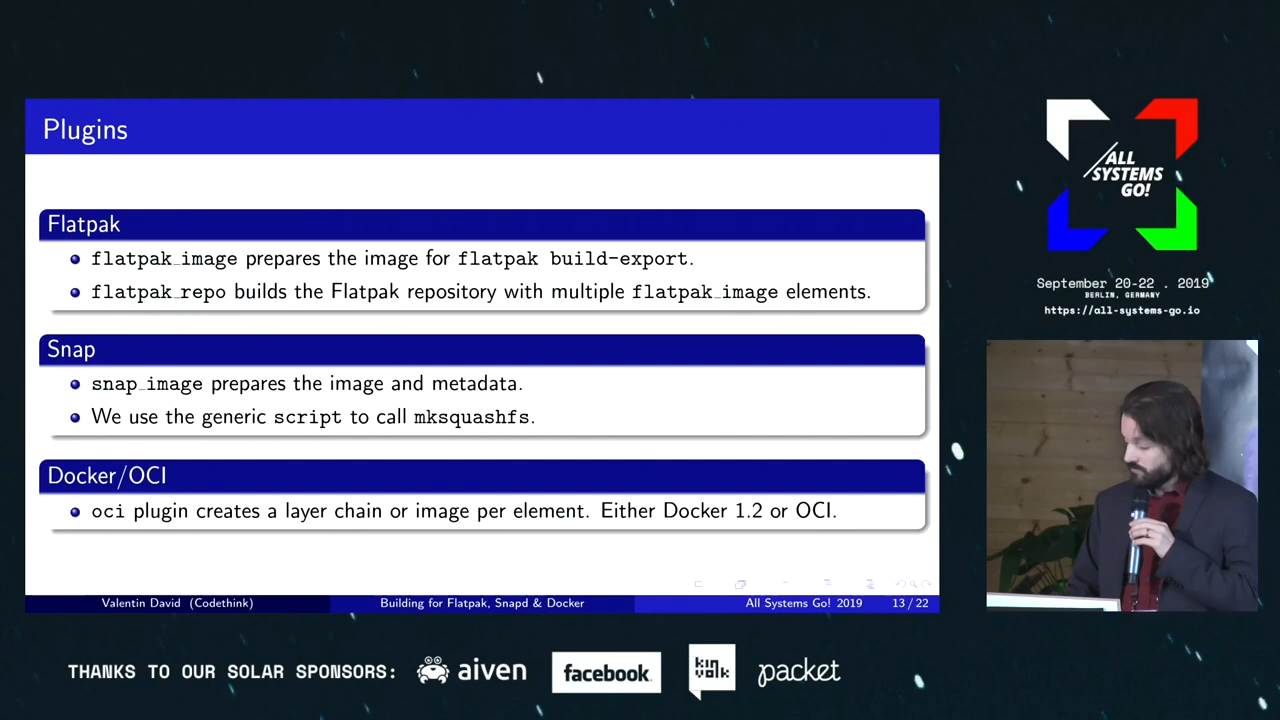 Plugins
Flatpak
flatpak_image prepares the image for flatpak build-export.
flatpak_repo builds the Flatpak repository with multiple flatpak_image elements.
Snap
snap_image prepares the image and metadata.
We use the generic script to call mksquashfs.
Docker/OCI
oci plugin creates a layer chain or image per element. Either Docker 1.2 or OCI.
Valentin David (Codethink) Building for Flatpak, Snapd & Docker All Systems Go! 2019 13 / 22
/ALL
SYSTEMS
GO!
September 20-22 . 2019
BERLIN, GERMANY
https://all-systems-go.io
THANKS TO OUR SOLAR SPONSORS: aiven facebook. kinvolk packet